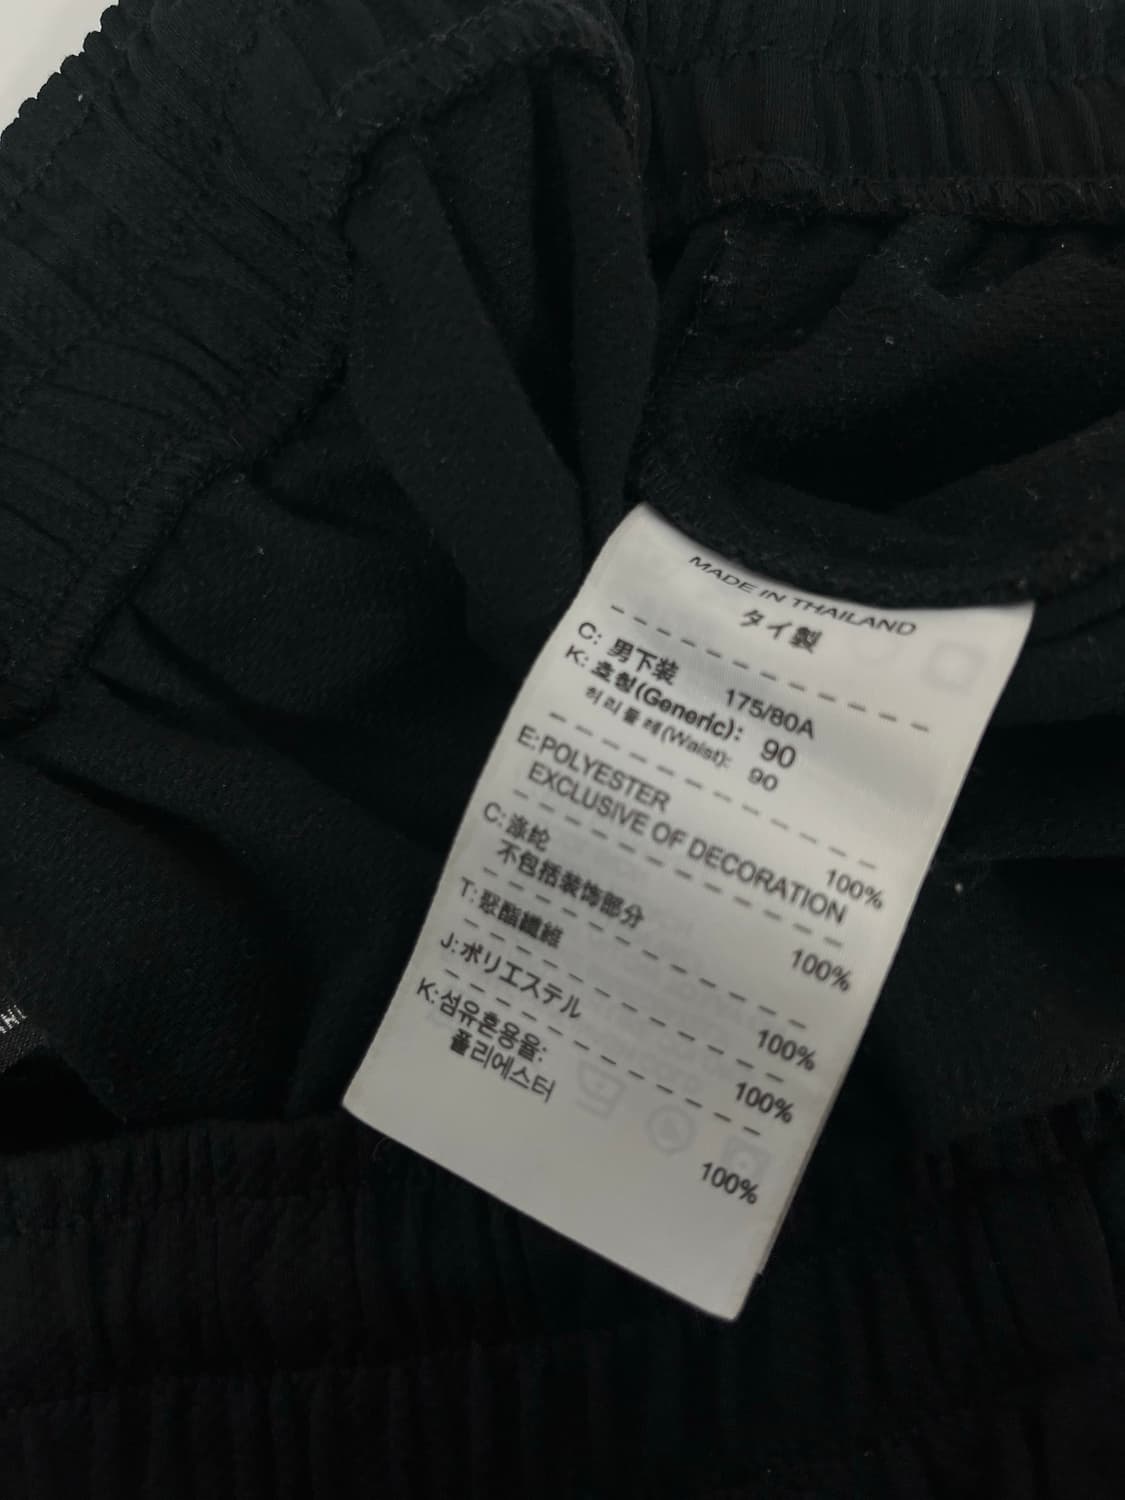 MADE IN THAILAND
タイ製
C: 男下装 175/80A
K: 호칭(Generic): 90
허리둘레(Waist): 90
E: POLYESTER 100%
EXCLUSIVE OF DECORATION
C: 涤纶 100%
不包括装饰部分
T: 聚酯纖維 100%
J: ポリエステル 100%
K: 섬유혼용율:
폴리에스터 100%